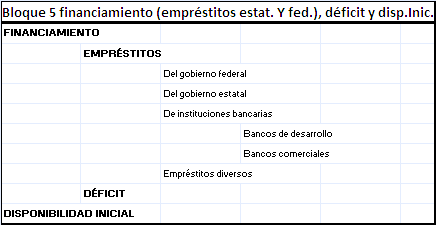 Bloque 5 financiamiento (empréstitos estat. Y fed.), déficit y disp.Inic.
FINANCIAMIENTO
EMPRÉSTITOS
Del gobierno federal
Del gobierno estatal
De instituciones bancarias
Bancos de desarrollo
Bancos comerciales
Empréstitos diversos
DÉFICIT
DISPONIBILIDAD INICIAL